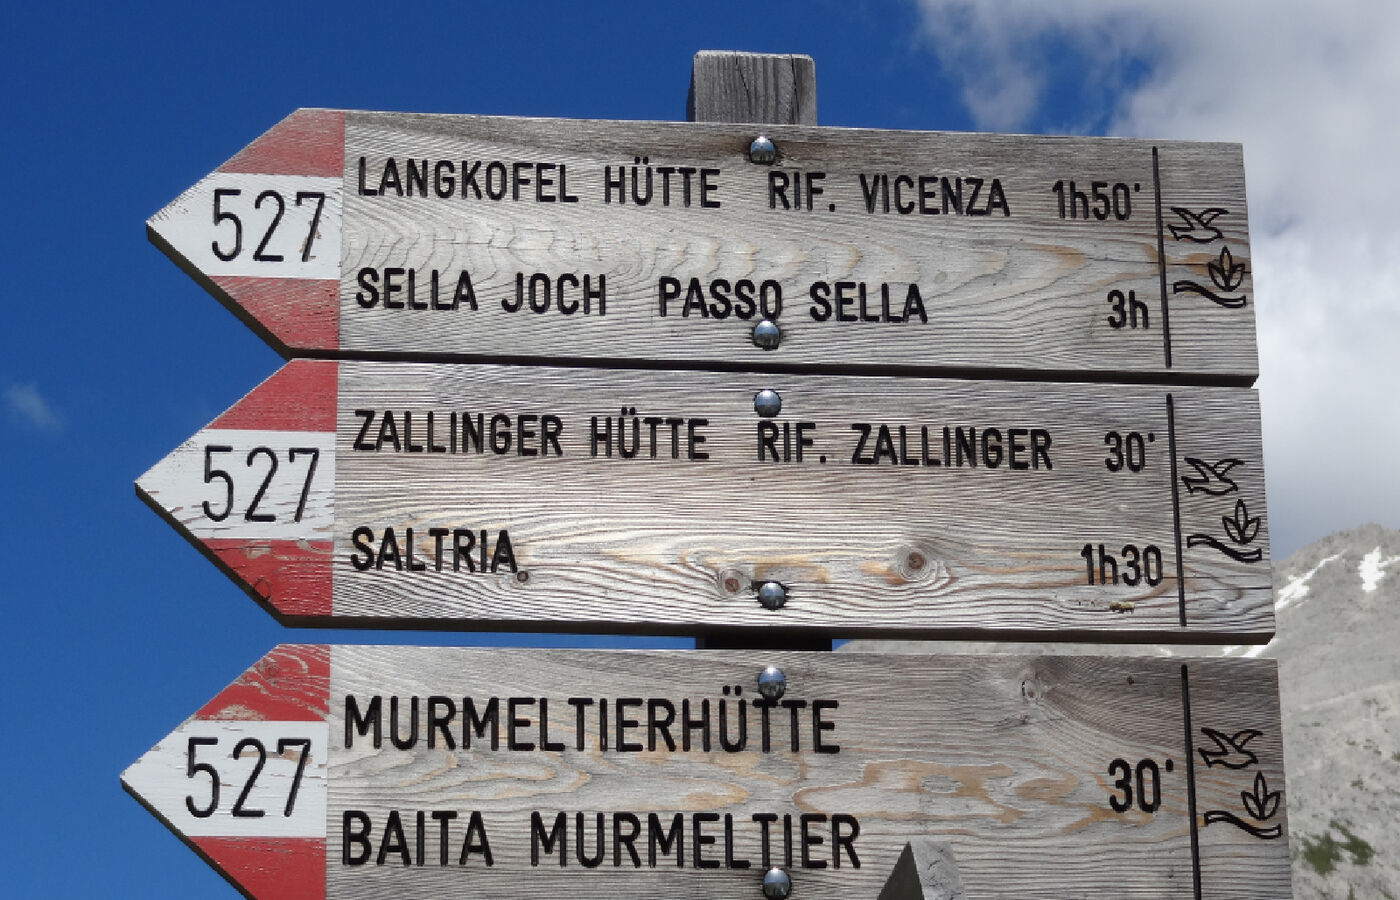 527
LANGKOFEL HÜTTE RIF. VICENZA 1h50'
SELLA JOCH PASSO SELLA 3h
527
ZALLINGER HÜTTE RIF. ZALLINGER 30'
SALTRIA 1h30
527
MURMELTIERHÜTTE
30'
BAITA MURMELTIER